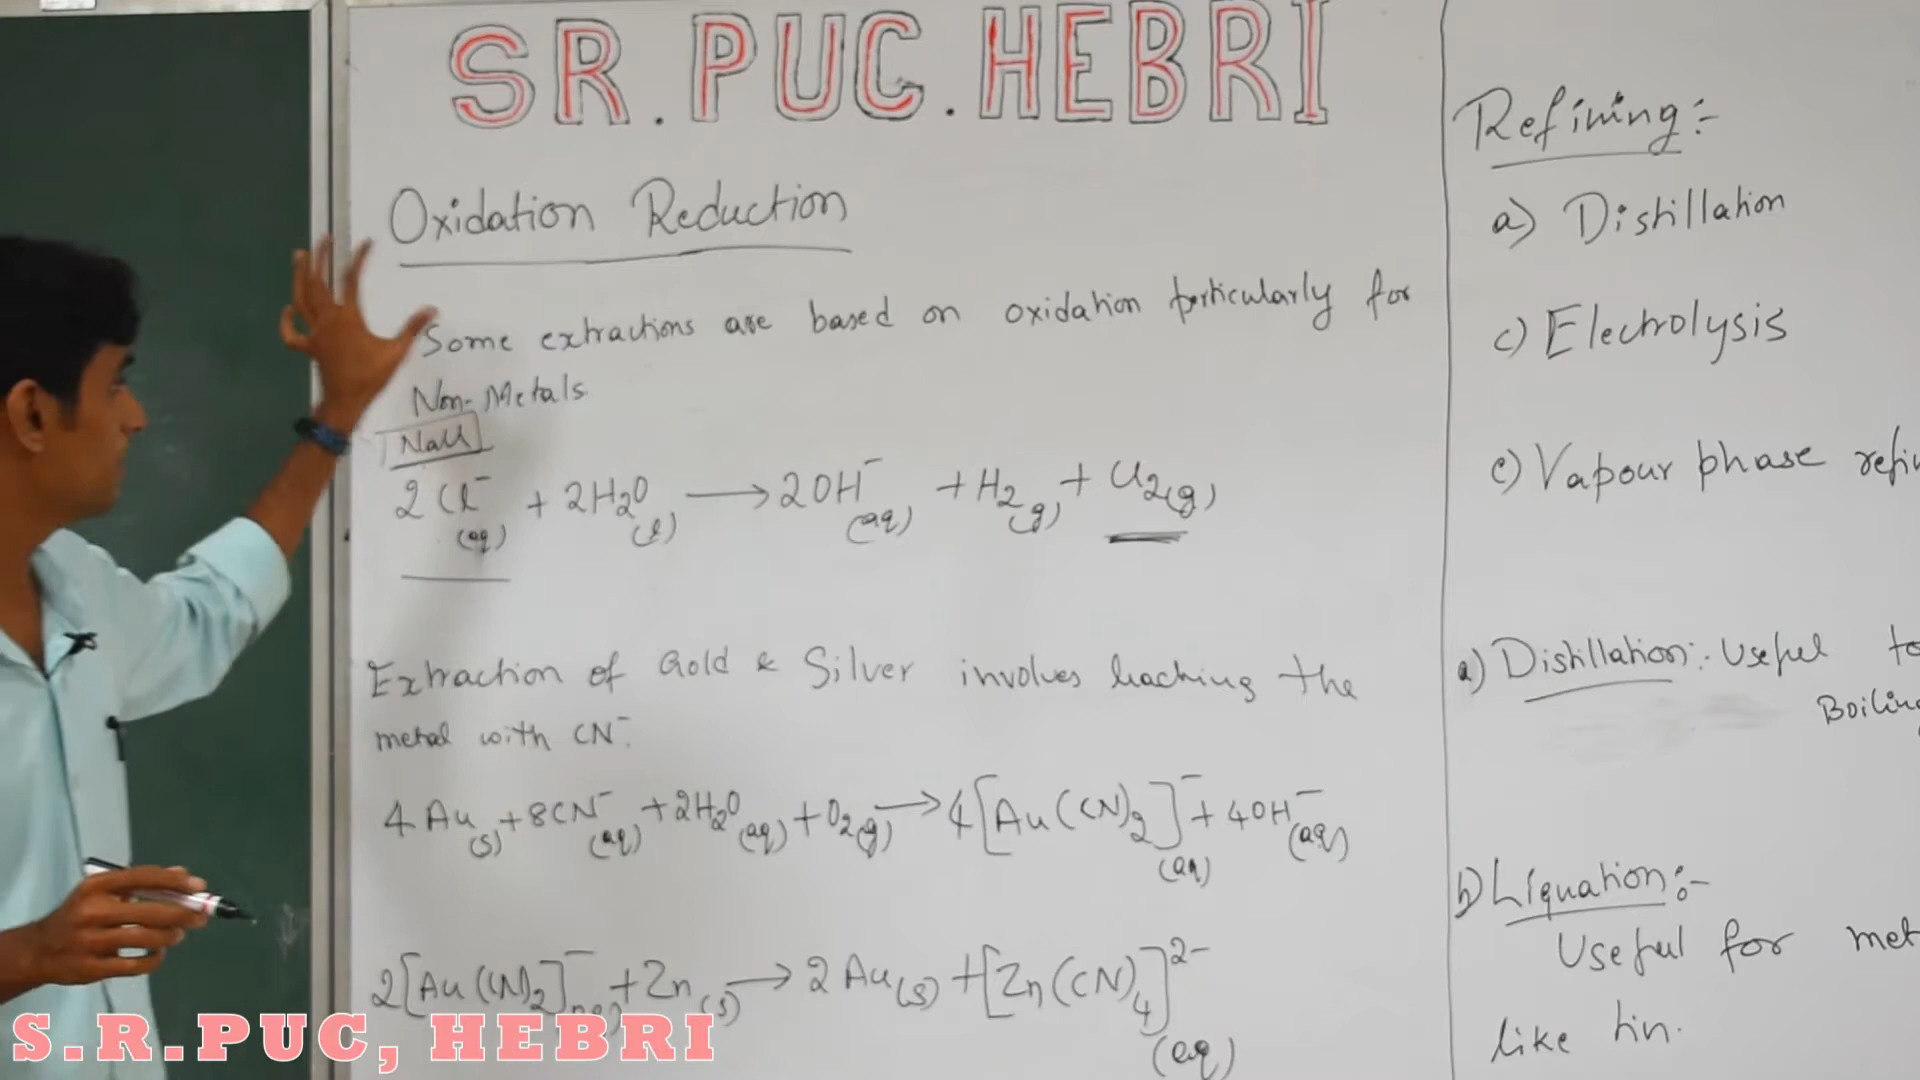 SR. PUC. HEBRI
Oxidation Reduction
Some extractions are based on oxidation perticularly for
Non-Metals
NaCl
2Cl⁻(aq) + 2H₂O(l) ⟶ 2OH⁻(aq) + H₂(g) + Cl₂(g)
Extraction of Gold & Silver involves leaching the
metal with CN⁻.
4Au(s) + 8CN⁻(aq) + 2H₂O(aq) + O₂(g) ⟶ 4[Au(CN)₂]⁻(aq) + 4OH⁻(aq)
2[Au(CN)₂]⁻ + Zn(s) ⟶ 2Au(s) + [Zn(CN)₄]²⁻(aq)
Refining:-
a) Distillation
c) Electrolysis
e) Vapour phase
a) Distillation:- Useful to
Boiling
b) Liquation:-
Useful for
like tin.
S.R.PUC, HEBRI